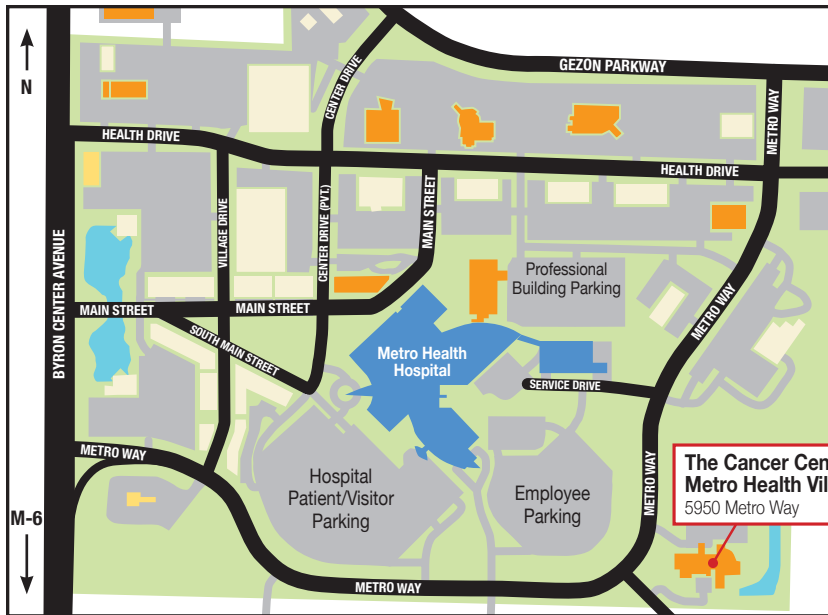 N
GEZON PARKWAY
CENTER DRIVE
METRO WAY
HEALTH DRIVE
HEALTH DRIVE
MAIN STREET
VILLAGE DRIVE
CENTER DRIVE (PVT.)
BYRON CENTER AVENUE
Professional
Building Parking
MAIN STREET
MAIN STREET
METRO WAY
SOUTH MAIN STREET
Metro Health
Hospital
SERVICE DRIVE
METRO WAY
METRO WAY
Hospital
Patient/Visitor
Parking
Employee
Parking
The Cancer Cen
Metro Health Vil
5950 Metro Way
M-6
METRO WAY